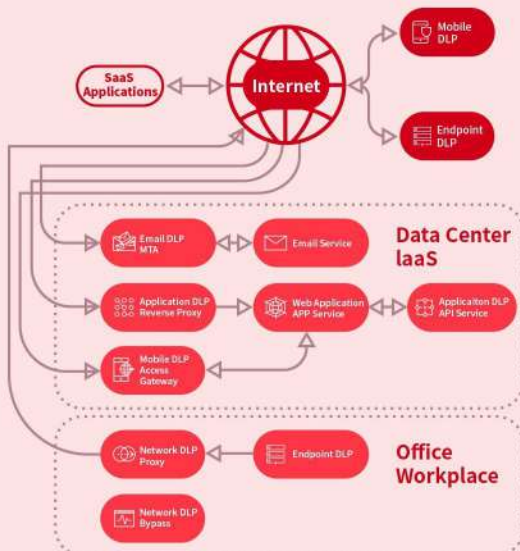 Mobile
DLP
SaaS
Applications
Internet
Endpoint
DLP
Email DLP
MTA
Email Service
Data Center
IaaS
Application DLP
Reverse Proxy
Web Application
APP Service
Applicaiton DLP
API Service
Mobile DLP
Access
Gateway
Network DLP
Proxy
Endpoint DLP
Office
Workplace
Network DLP
Bypass